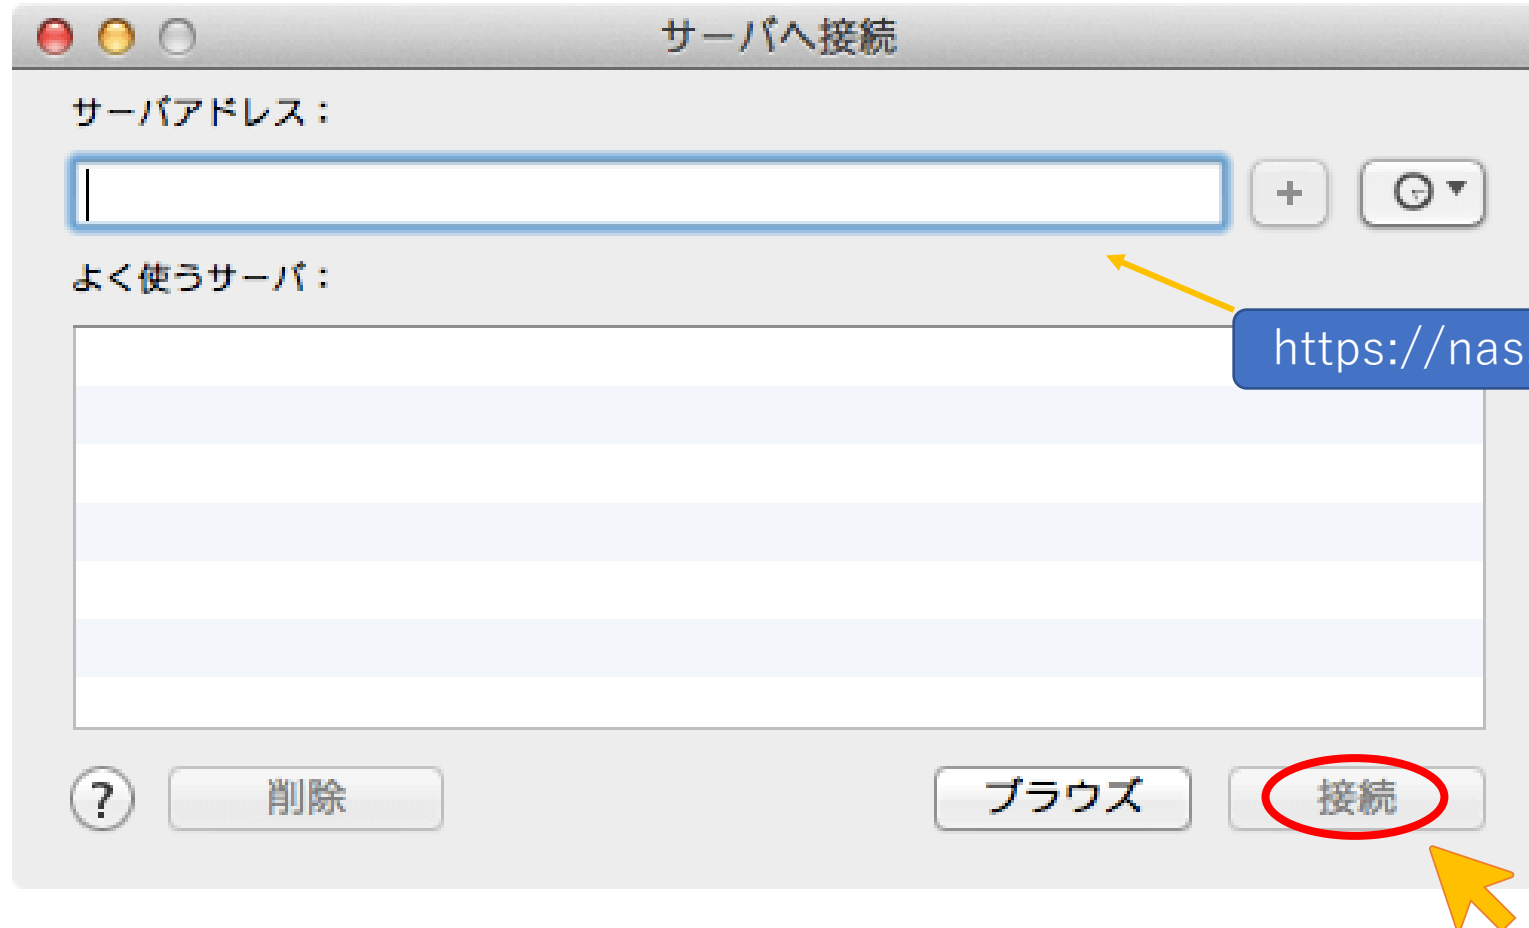 サーバへ接続
サーバアドレス：
+
よく使うサーバ：
https://nas
?
削除
ブラウズ
接続